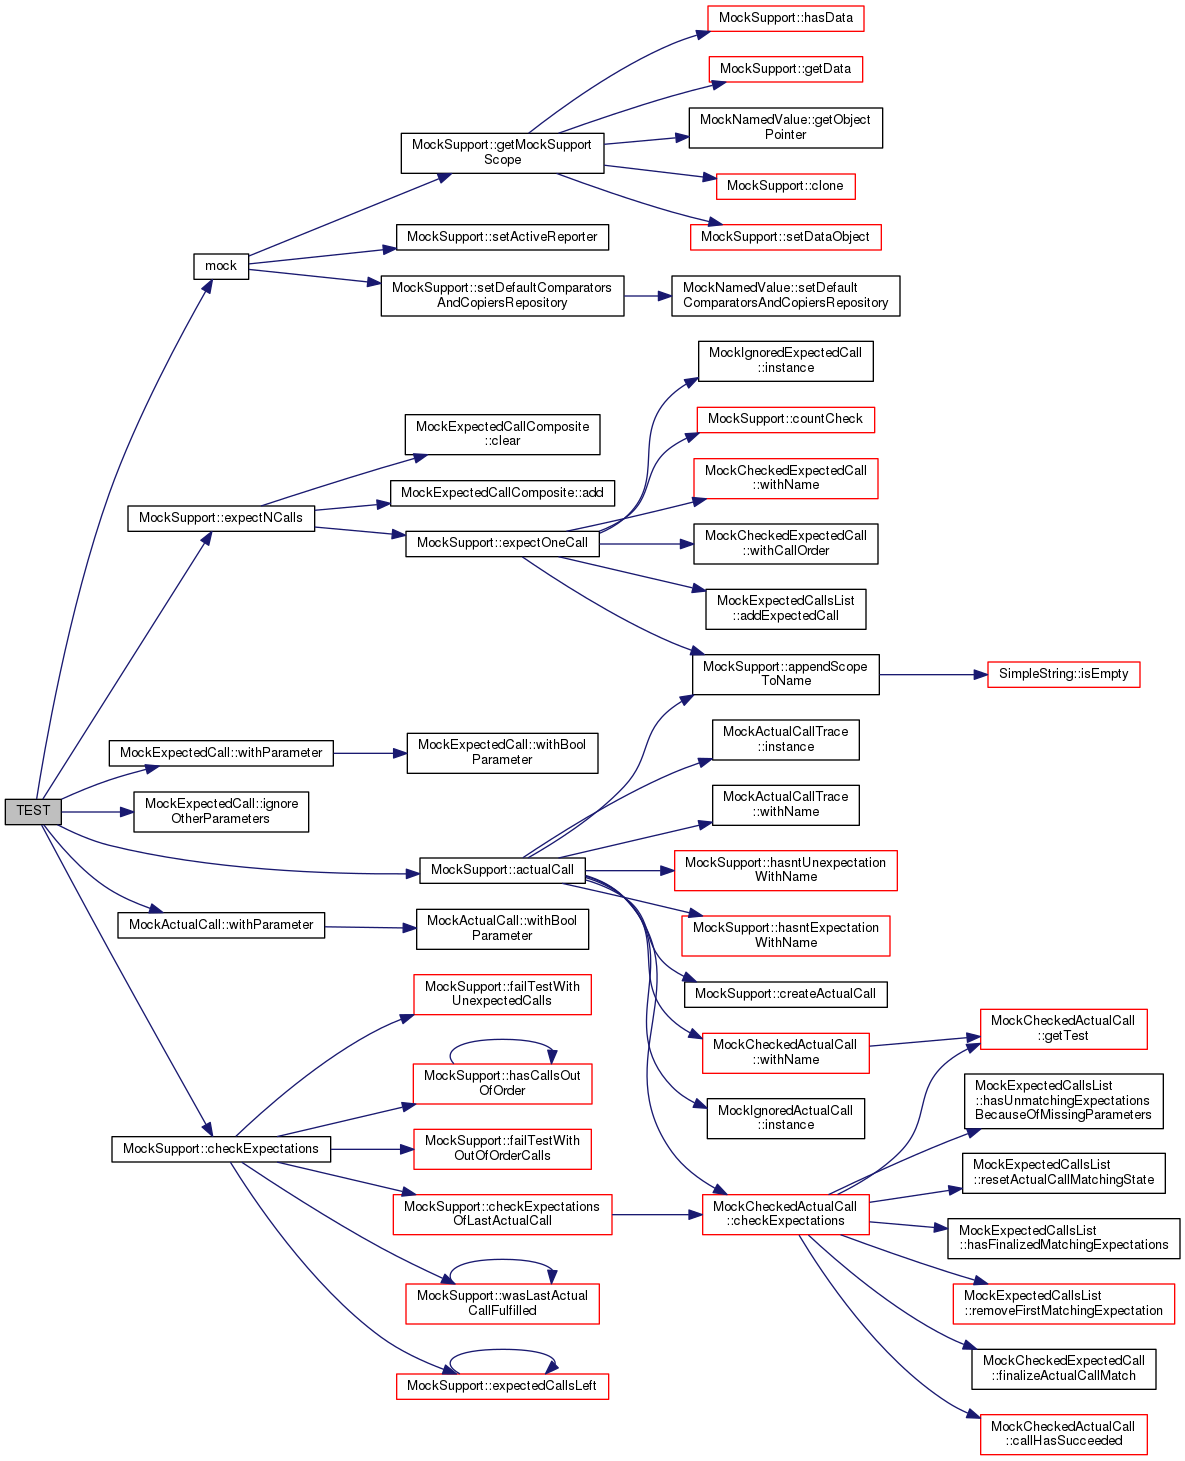 MockSupport::hasData
MockSupport::getData
MockNamedValue::getObject
Pointer
MockSupport::getMockSupport
Scope
MockSupport::clone
MockSupport::setDataObject
MockSupport::setActiveReporter
mock
MockSupport::setDefaultComparators
AndCopiersRepository
MockNamedValue::setDefault
ComparatorsAndCopiersRepository
MockIgnoredExpectedCall
::instance
MockSupport::countCheck
MockExpectedCallComposite
::clear
MockCheckedExpectedCall
::withName
MockExpectedCallComposite::add
MockSupport::expectNCalls
MockSupport::expectOneCall
MockCheckedExpectedCall
::withCallOrder
MockExpectedCallsList
::addExpectedCall
MockSupport::appendScope
ToName
SimpleString::isEmpty
MockActualCallTrace
::instance
MockExpectedCall::withParameter
MockExpectedCall::withBool
Parameter
MockActualCallTrace
::withName
TEST
MockExpectedCall::ignore
OtherParameters
MockSupport::actualCall
MockSupport::hasntUnexpectation
WithName
MockActualCall::withParameter
MockActualCall::withBool
Parameter
MockSupport::hasntExpectation
WithName
MockSupport::failTestWith
UnexpectedCalls
MockSupport::createActualCall
MockCheckedActualCall
::withName
MockCheckedActualCall
::getTest
MockSupport::hasCallsOut
OfOrder
MockIgnoredActualCall
::instance
MockExpectedCallsList
::hasUnmatchingExpectations
BecauseOfMissingParameters
MockSupport::checkExpectations
MockSupport::failTestWith
OutOfOrderCalls
MockExpectedCallsList
::resetActualCallMatchingState
MockSupport::checkExpectations
OfLastActualCall
MockCheckedActualCall
::checkExpectations
MockExpectedCallsList
::hasFinalizedMatchingExpectations
MockSupport::wasLastActual
CallFulfilled
MockExpectedCallsList
::removeFirstMatchingExpectation
MockSupport::expectedCallsLeft
MockCheckedExpectedCall
::finalizeActualCallMatch
MockCheckedActualCall
::callHasSucceeded